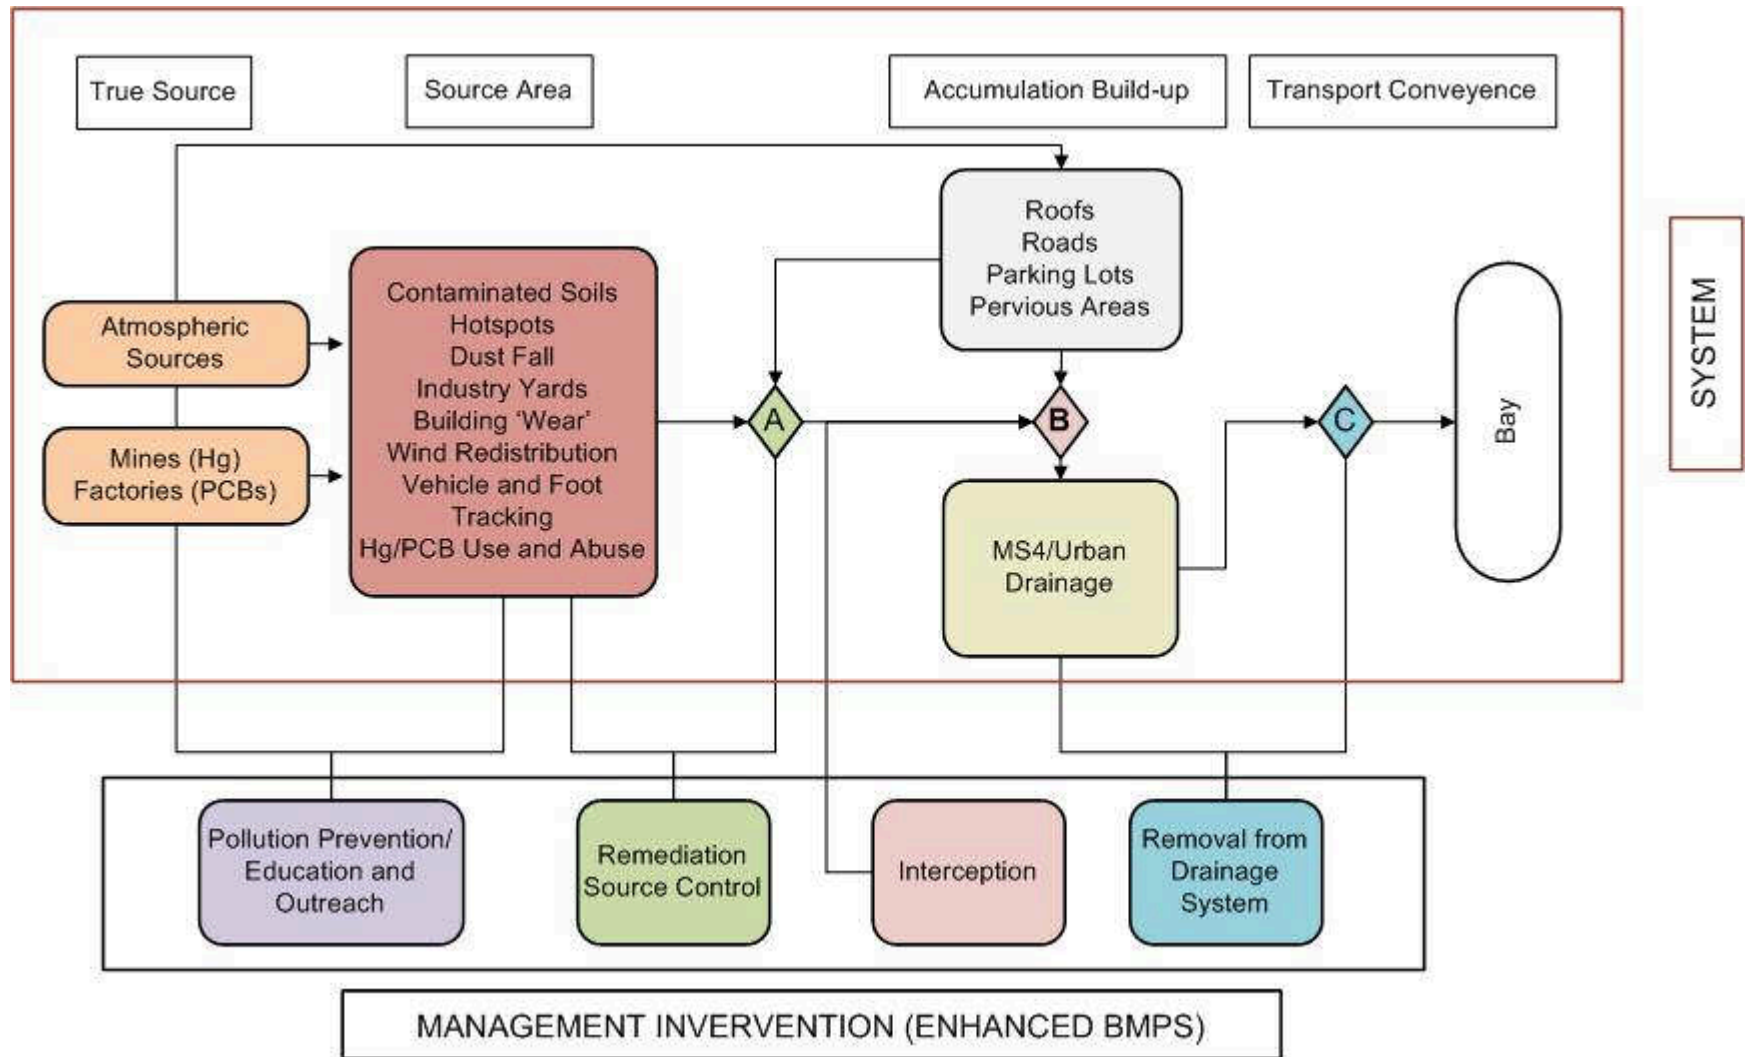 True Source
Source Area
Accumulation Build-up
Transport Conveyence
Roofs
Roads
Parking Lots
Pervious Areas
Atmospheric
Sources
Mines (Hg)
Factories (PCBs)
Contaminated Soils
Hotspots
Dust Fall
Industry Yards
Building ‘Wear’
Wind Redistribution
Vehicle and Foot
Tracking
Hg/PCB Use and Abuse
A
B
C
MS4/Urban
Drainage
Bay
SYSTEM
Pollution Prevention/
Education and
Outreach
Remediation
Source Control
Interception
Removal from
Drainage
System
MANAGEMENT INVERVENTION (ENHANCED BMPS)